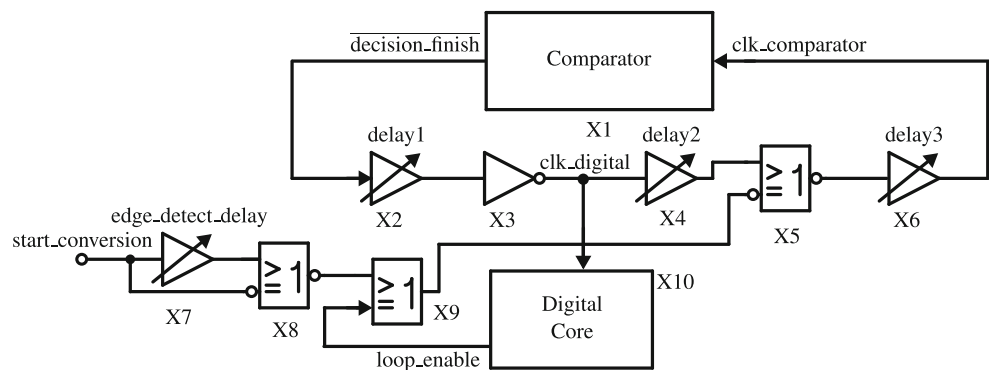 decision_finish
Comparator
clk_comparator
X1
delay1
clk_digital
delay2
≥ 1
delay3
X2
X3
X4
X5
X6
edge_detect_delay
start_conversion
≥ 1
≥ 1
X7
X8
X9
X10
Digital
Core
loop_enable